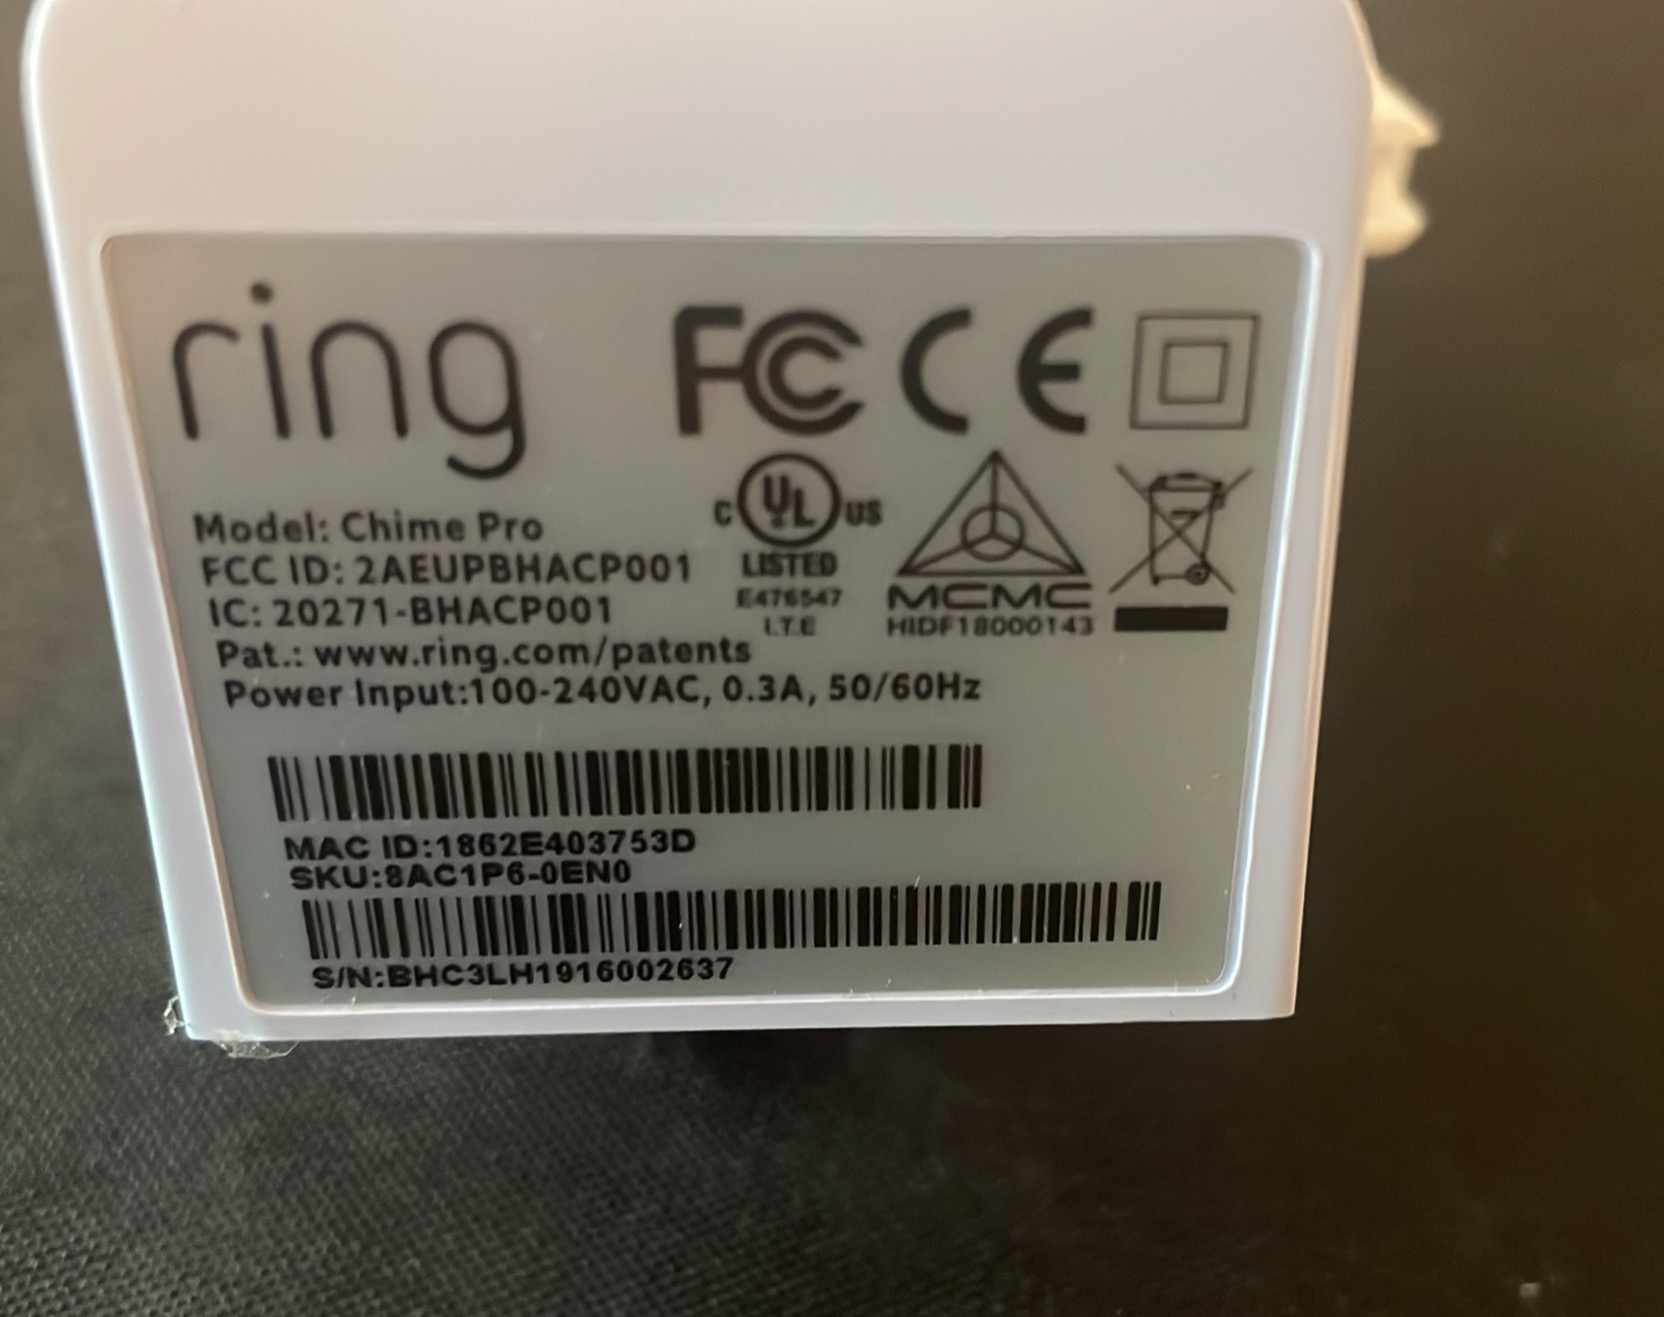 ring
FC CE
C UL US
LISTED
E476547
I.T.E
MCMC
HIDF18000143
Model: Chime Pro
FCC ID: 2AEUPBHACP001
IC: 20271-BHACP001
Pat.: www.ring.com/patents
Power Input:100-240VAC, 0.3A, 50/60Hz
MAC ID:1862E403753D
SKU:8AC1P6-0EN0
S/N:BHC3LH1916002637